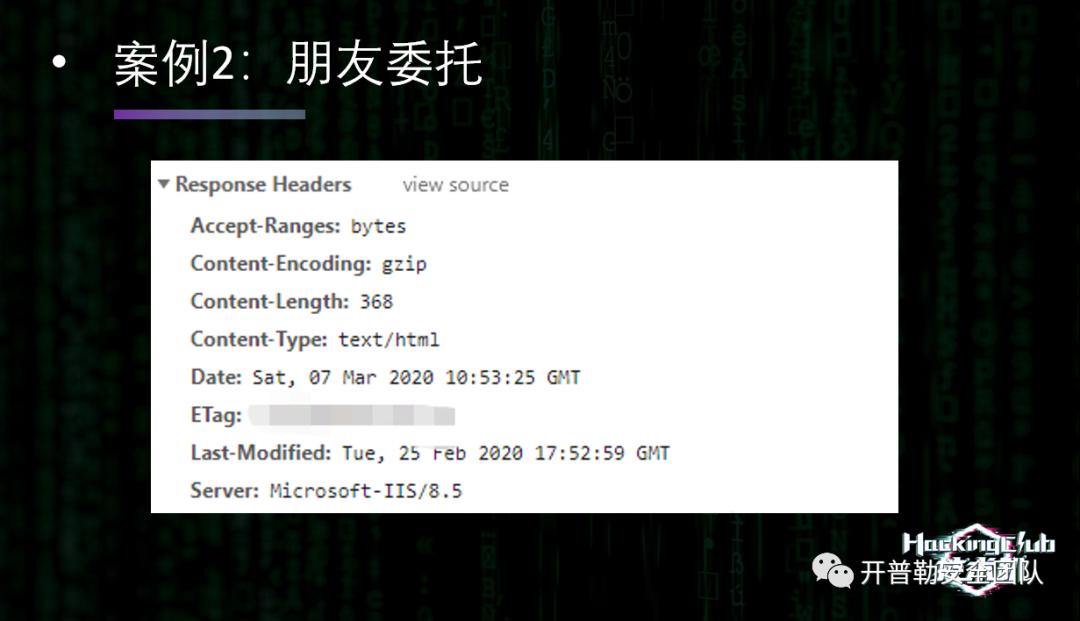 • 案例2：朋友委托
▼ Response Headers view source
Accept-Ranges: bytes
Content-Encoding: gzip
Content-Length: 368
Content-Type: text/html
Date: Sat, 07 Mar 2020 10:53:25 GMT
ETag:
Last-Modified: Tue, 25 Feb 2020 17:52:59 GMT
Server: Microsoft-IIS/8.5
HackingClub
开普勒安全团队